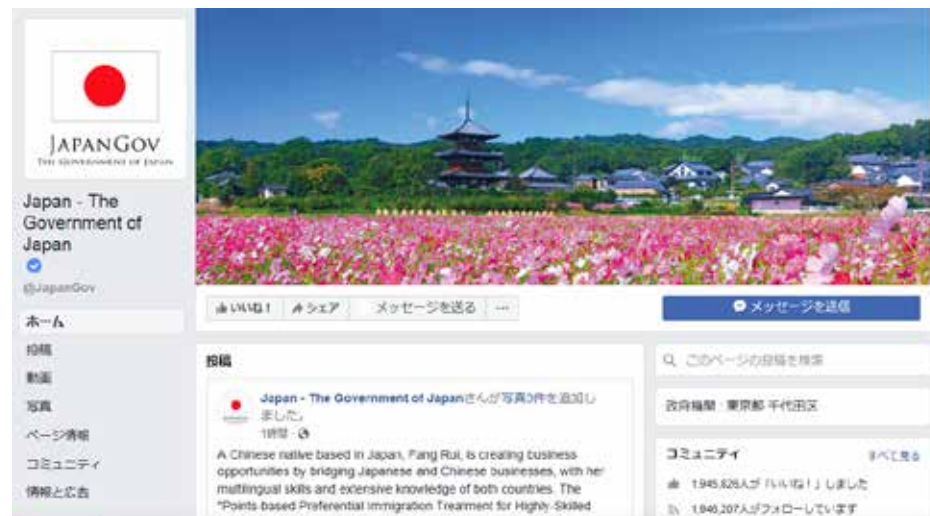 JAPANGOV
THE GOVERNMENT OF JAPAN
Japan - The
Government of
Japan
@JapanGov
ホーム
投稿
動画
写真
ページ情報
コミュニティ
情報と広告
いいね！ シェア メッセージを送る ...
メッセージを送信
投稿
Japan - The Government of Japanさんが写真3件を追加し
ました。
1時間
A Chinese native based in Japan, Fang Rui, is creating business
opportunities by bridging Japanese and Chinese businesses, with her
multilingual skills and extensive knowledge of both countries. The
"Points based Preferential Immigration Treatment for Highly-Skilled
このページの投稿を検索
政府機関 · 東京都 千代田区
コミュニティ すべて見る
1,945,826人が「いいね！」しました
1,946,207人がフォローしています